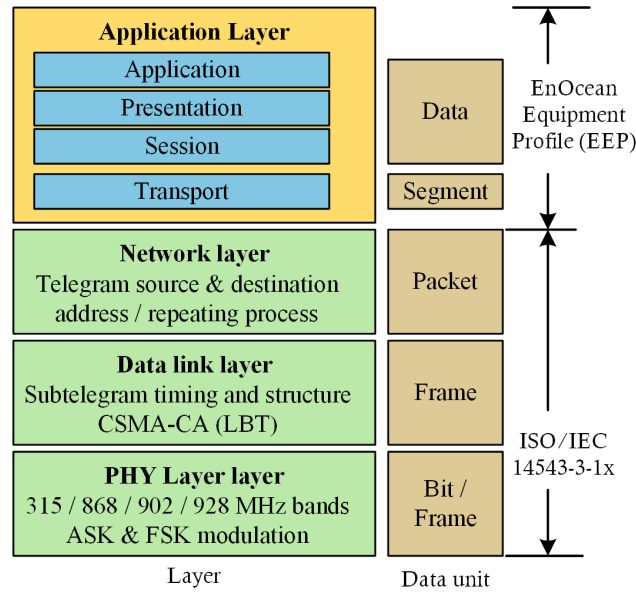 Application Layer
Application
Presentation
Session
Transport
Data
Segment
EnOcean
Equipment
Profile (EEP)
Network layer
Telegram source & destination
address / repeating process
Packet
Data link layer
Subtelegram timing and structure
CSMA-CA (LBT)
Frame
PHY Layer layer
315 / 868 / 902 / 928 MHz bands
ASK & FSK modulation
Bit /
Frame
ISO/IEC
14543-3-1x
Layer
Data unit